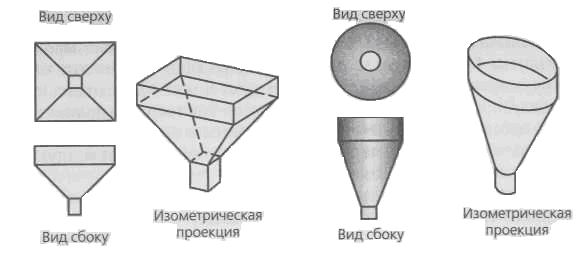 Вид сверху
Вид сбоку
Изометрическая
проекция
Вид сверху
Вид сбоку
Изометрическая
проекция